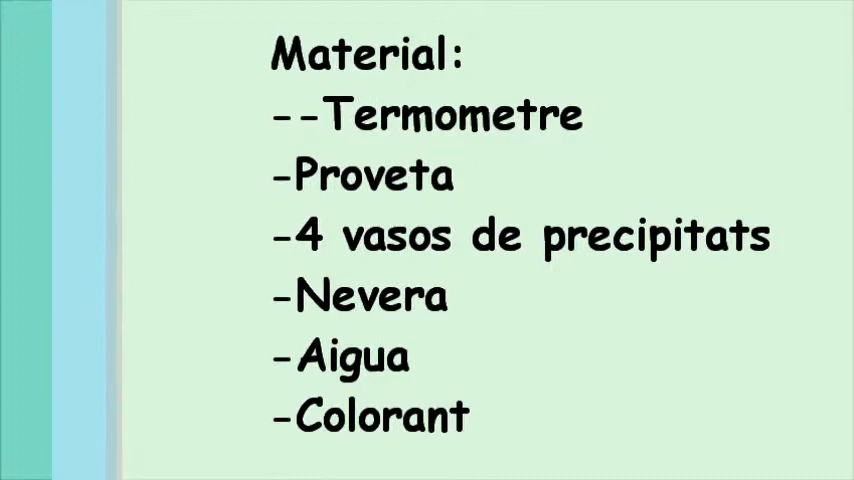 Material:
--Termometre
-Proveta
-4 vasos de precipitats
-Nevera
-Aigua
-Colorant